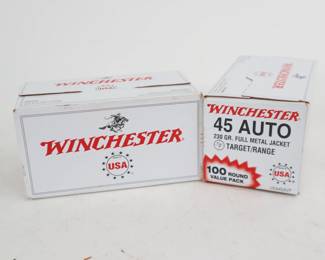 WINCHESTER
USA
WINCHESTER
45 AUTO
230 GR. FULL METAL JACKET
TARGET/RANGE
100 ROUND
VALUE PACK
USA